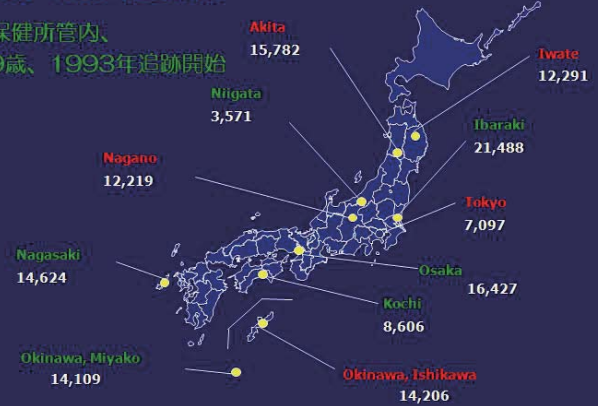 保健所管内、
歳、1993年追跡開始
Akita
15,782
Iwate
12,291
Niigata
3,571
Ibaraki
21,488
Nagano
12,219
Tokyo
7,097
Nagasaki
14,624
Osaka
16,427
Kochi
8,606
Okinawa, Miyako
14,109
Okinawa, Ishikawa
14,206